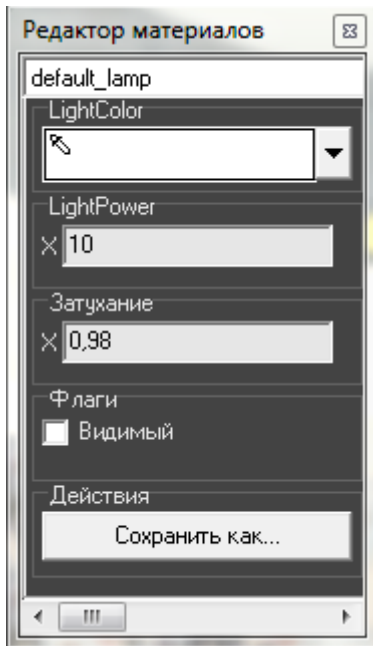 Редактор материалов
default_lamp
LightColor
LightPower
X 10
Затухание
X 0,98
Флаги
Видимый
Действия
Сохранить как...